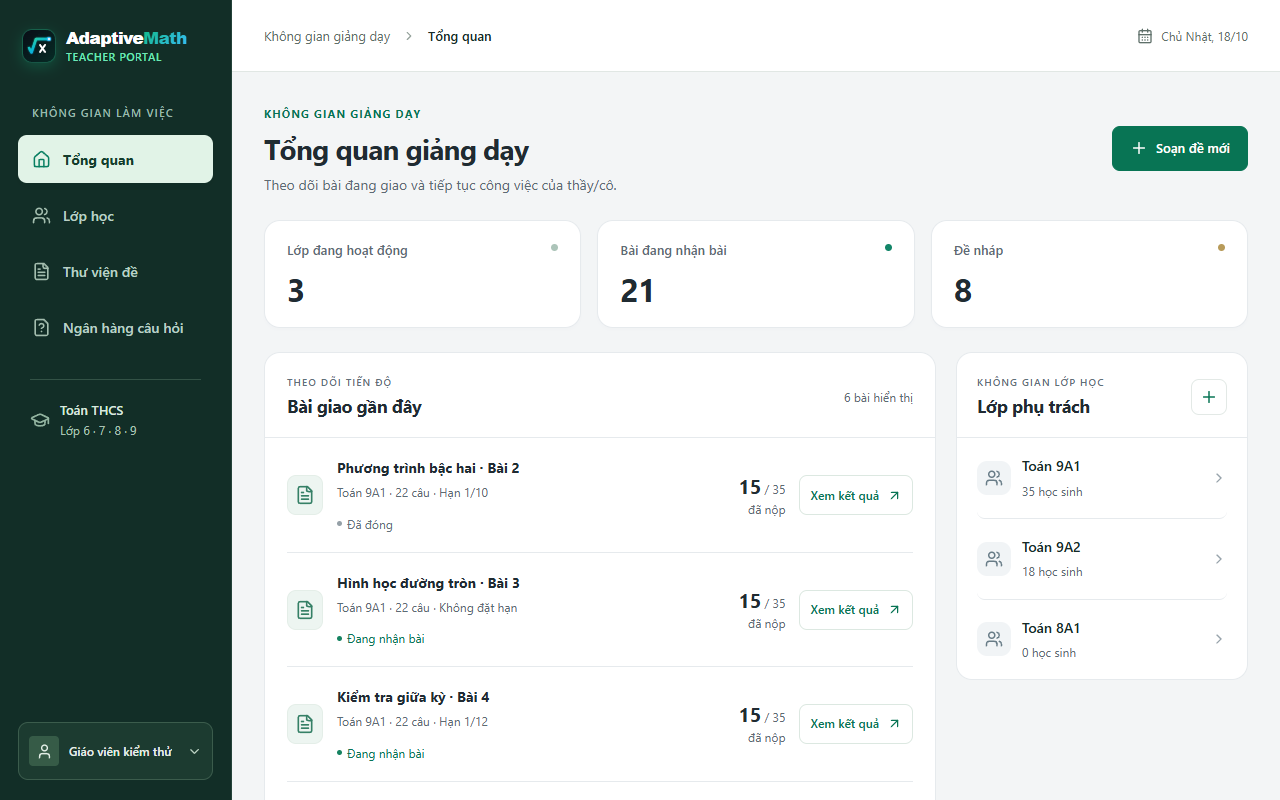 AdaptiveMath
TEACHER PORTAL
KHÔNG GIAN LÀM VIỆC
Tổng quan
Lớp học
Thư viện đề
Ngân hàng câu hỏi
Toán THCS
Lớp 6 · 7 · 8 · 9
Giáo viên kiểm thử
Không gian giảng dạy
Tổng quan
Chủ Nhật, 18/10
KHÔNG GIAN GIẢNG DẠY
Tổng quan giảng dạy
Theo dõi bài đang giao và tiếp tục công việc của thầy/cô.
Soạn đề mới
Lớp đang hoạt động
3
Bài đang nhận bài
21
Đề nháp
8
THEO DÕI TIẾN ĐỘ
Bài giao gần đây
6 bài hiển thị
Phương trình bậc hai · Bài 2
Toán 9A1 · 22 câu · Hạn 1/10
Đã đóng
15 / 35
đã nộp
Xem kết quả
Hình học đường tròn · Bài 3
Toán 9A1 · 22 câu · Không đặt hạn
Đang nhận bài
15 / 35
đã nộp
Xem kết quả
Kiểm tra giữa kỳ · Bài 4
Toán 9A1 · 22 câu · Hạn 1/12
Đang nhận bài
15 / 35
đã nộp
Xem kết quả
KHÔNG GIAN LỚP HỌC
Lớp phụ trách
Toán 9A1
35 học sinh
Toán 9A2
18 học sinh
Toán 8A1
0 học sinh